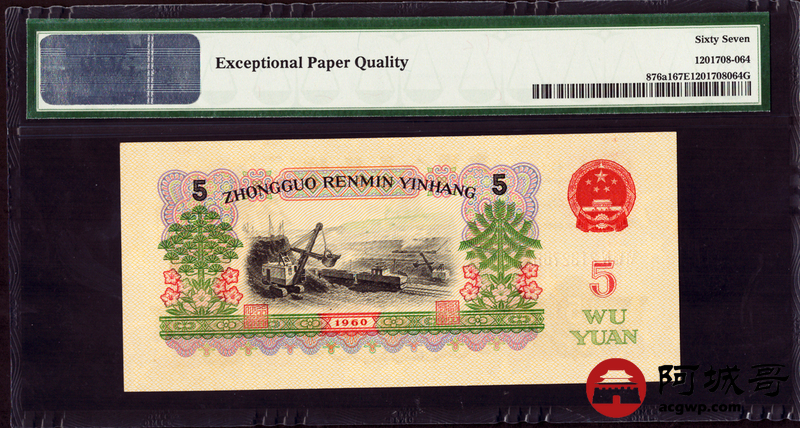 Exceptional Paper Quality
Sixty Seven
1201708-064
876a167E1201708064G
5
ZHONGGUO RENMIN YINHANG
5
1960
5
WU
YUAN
阿城哥
acgwp.com